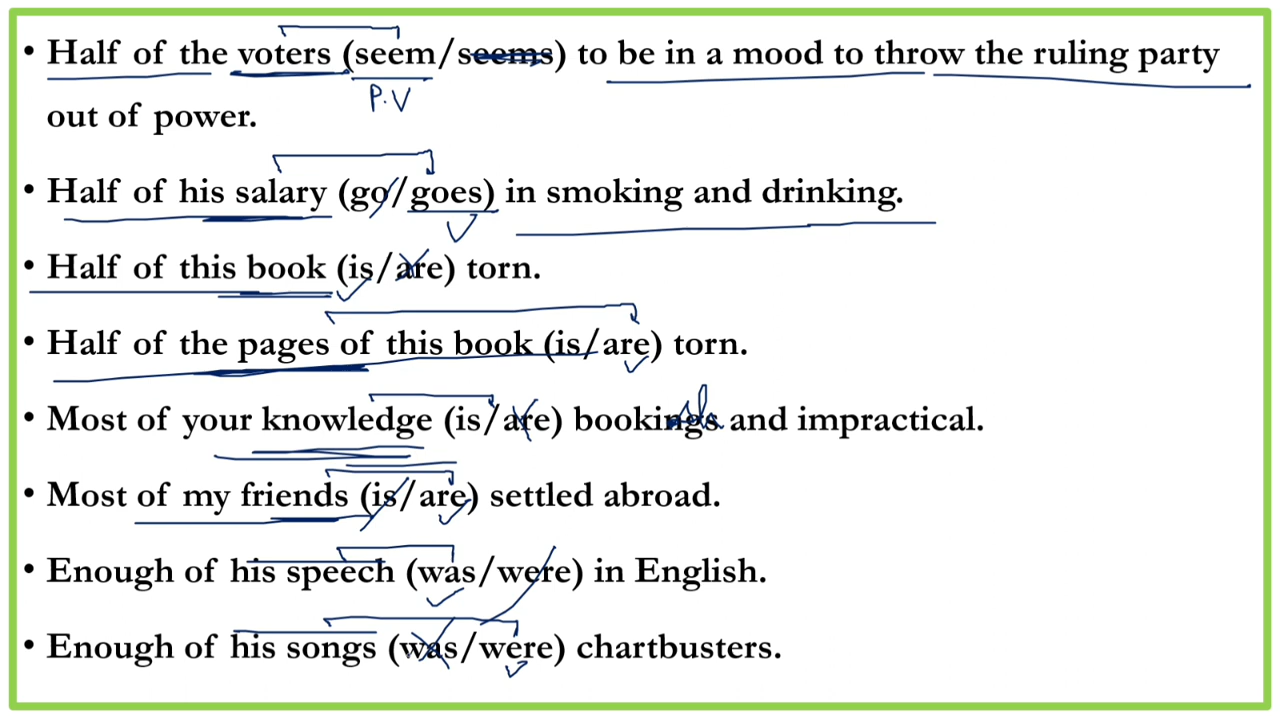 • Half of the voters (seem/seems) to be in a mood to throw the ruling party
P.V
out of power.
• Half of his salary (go/goes) in smoking and drinking.
• Half of this book (is/are) torn.
• Half of the pages of this book (is/are) torn.
• Most of your knowledge (is/are) bookings and impractical.
• Most of my friends (is/are) settled abroad.
• Enough of his speech (was/were) in English.
• Enough of his songs (was/were) chartbusters.